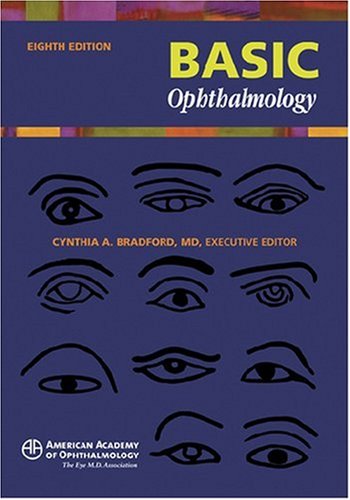 EIGHTH EDITION
BASIC
Ophthalmology
CYNTHIA A. BRADFORD, MD, EXECUTIVE EDITOR
AMERICAN ACADEMY
OF OPHTHALMOLOGY
The Eye M.D. Association